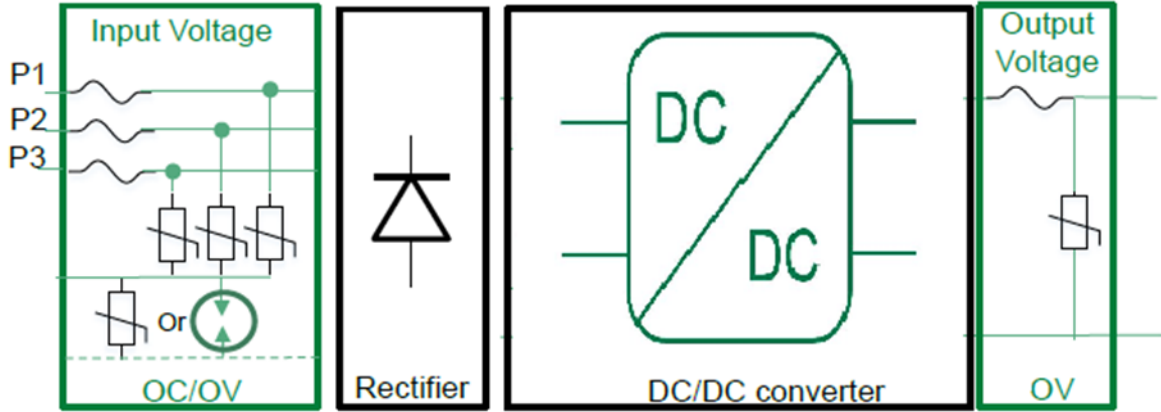 Input Voltage
P1
P2
P3
Or
OC/OV
Rectifier
DC
DC
DC/DC converter
Output
Voltage
OV